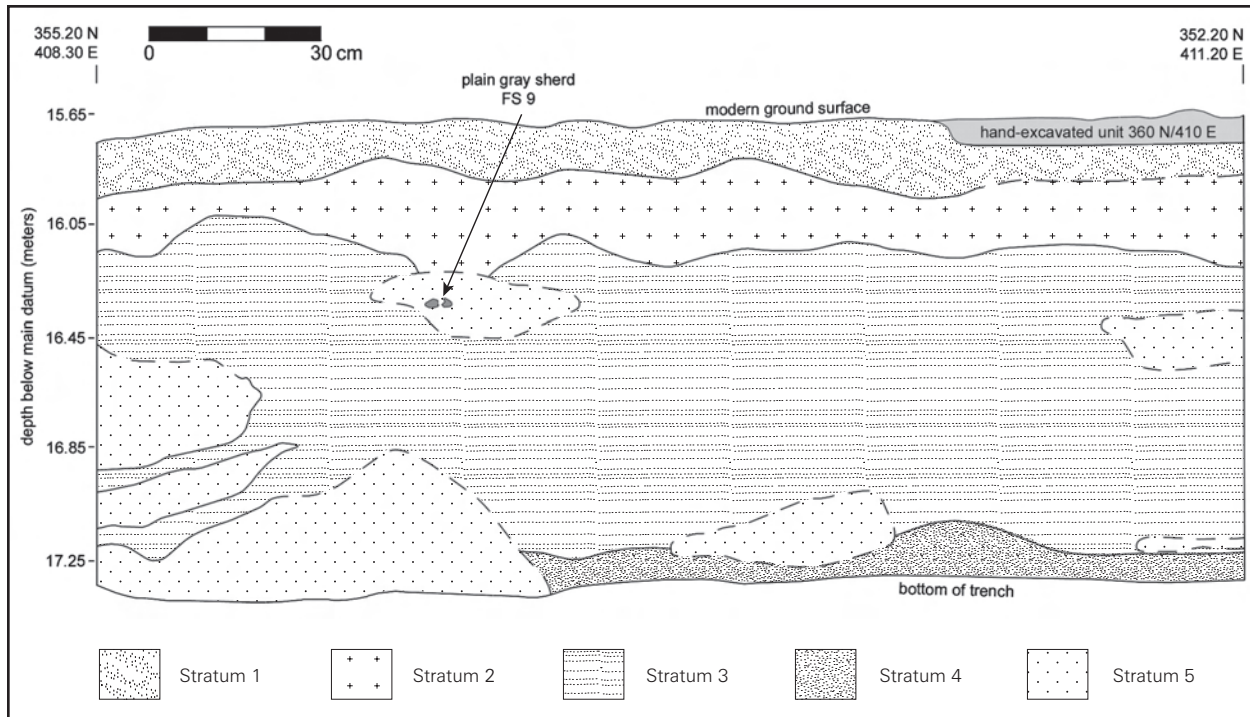 355.20 N
408.30 E
0
30 cm
352.20 N
411.20 E
plain gray sherd
FS 9
modern ground surface
hand-excavated unit 360 N/410 E
depth below main datum (meters)
15.65
16.05
16.45
16.85
17.25
bottom of trench
Stratum 1
Stratum 2
Stratum 3
Stratum 4
Stratum 5